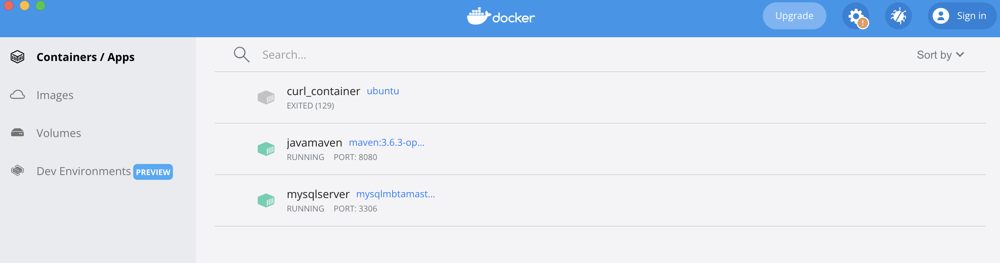 docker
Upgrade
!
Sign in
Containers / Apps
Images
Volumes
Dev Environments PREVIEW
Search...
Sort by
curl_container ubuntu
EXITED (129)
javamaven maven:3.6.3-op...
RUNNING PORT: 8080
mysqlserver mysqlmbtamast...
RUNNING PORT: 3306